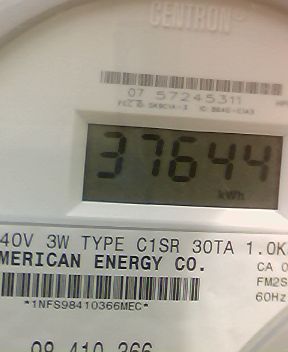 CENTRON
07 57245311
37644
kWh
40V 3W TYPE C1SR 30TA 1.0K
MERICAN ENERGY CO.
CA 0
FM2S
60Hz
*1NFS98410366MEC*
98 410 366